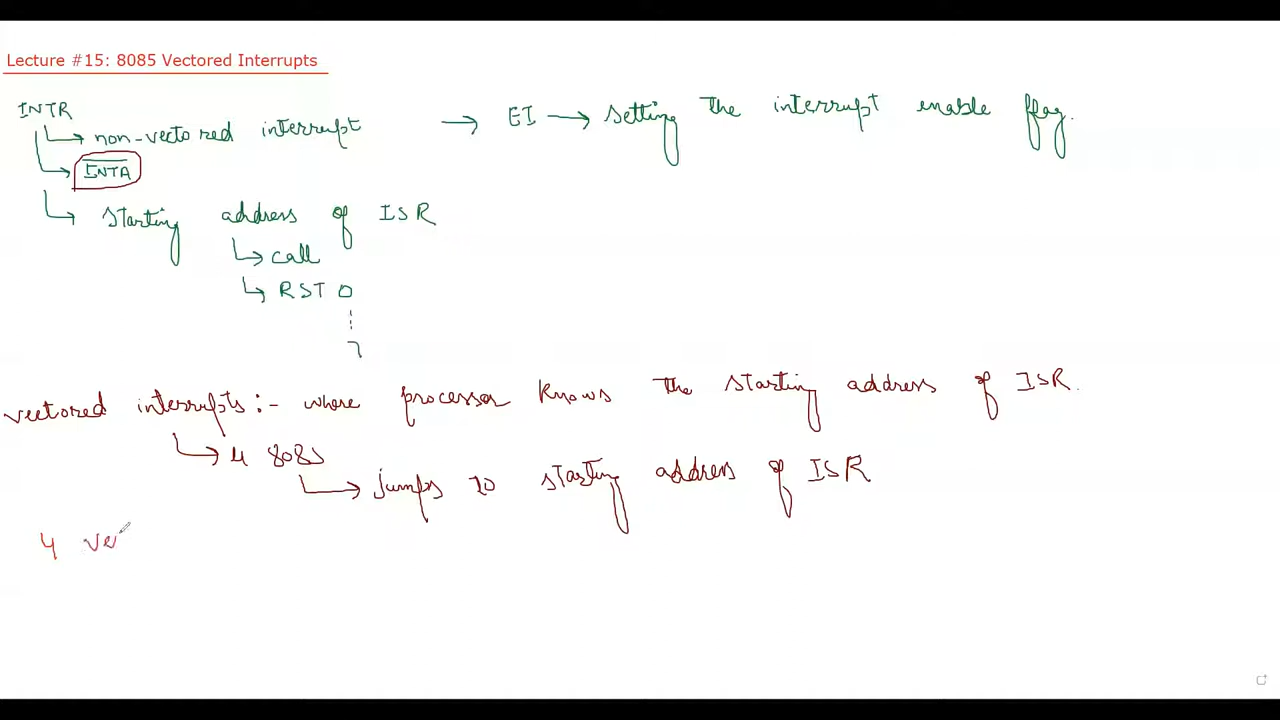 Lecture #15: 8085 Vectored Interrupts
INTR
non-vectored interrupt → EI → setting the interrupt enable flag.
INTA
starting address of ISR
call
RST 0
7
vectored interrupts :- where processor knows the starting address of ISR.
4 8085
jumps to starting address of ISR
4 ve